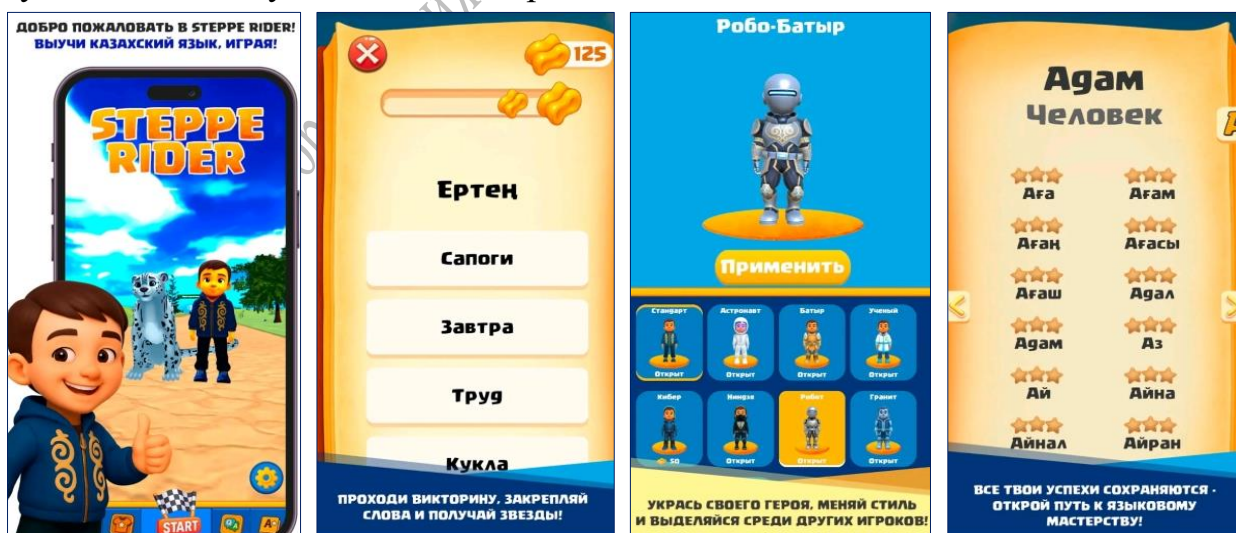 ДОБРО ПОЖАЛОВАТЬ В STEPPE RIDER!
ВЫУЧИ КАЗАХСКИЙ ЯЗЫК, ИГРАЯ!
STEPPE
RIDER
START
125
Ертең
Сапоги
Завтра
Труд
Кукла
ПРОХОДИ ВИКТОРИНУ, ЗАКРЕПЛЯЙ
СЛОВА И ПОЛУЧАЙ ЗВЕЗДЫ!
Робо-Батыр
Применить
Стандарт Астронавт Батыр Ученый
Открыт Открыт Открыт Открыт
Кибер Ниндзя Робот Гранит
50 Открыт Открыт Открыт
УКРАСЬ СВОЕГО ГЕРОЯ, МЕНЯЙ СТИЛЬ
И ВЫДЕЛЯЙСЯ СРЕДИ ДРУГИХ ИГРОКОВ!
Адам
Человек
Аға Ағам
Ағаң Ағасы
Ағаш Адал
Адам Аз
Ай Айна
Айнал Айран
ВСЕ ТВОИ УСПЕХИ СОХРАНЯЮТСЯ -
ОТКРОЙ ПУТЬ К ЯЗЫКОВОМУ
МАСТЕРСТВУ!